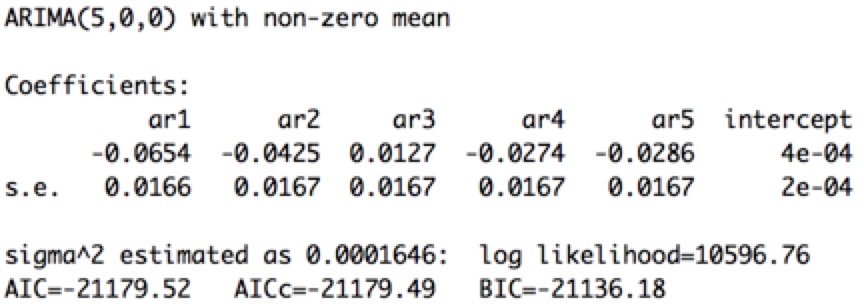 ARIMA(5,0,0) with non-zero mean
Coefficients:
ar1 ar2 ar3 ar4 ar5 intercept
-0.0654 -0.0425 0.0127 -0.0274 -0.0286 4e-04
s.e. 0.0166 0.0167 0.0167 0.0167 0.0167 2e-04
sigma^2 estimated as 0.0001646: log likelihood=10596.76
AIC=-21179.52 AICc=-21179.49 BIC=-21136.18